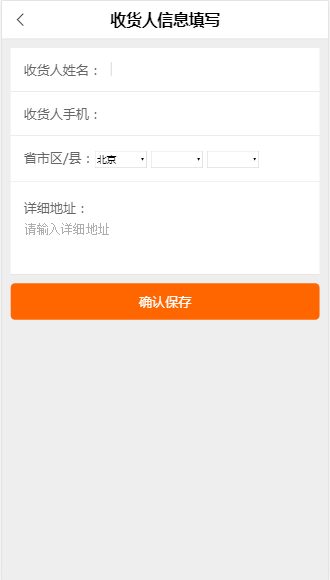 收货人信息填写
收货人姓名：
收货人手机：
省市区/县： 北京
详细地址：
请输入详细地址
确认保存